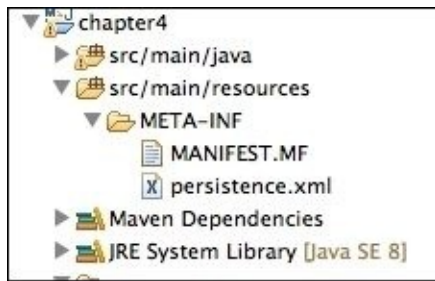 chapter4
src/main/java
src/main/resources
META-INF
MANIFEST.MF
persistence.xml
Maven Dependencies
JRE System Library [Java SE 8]